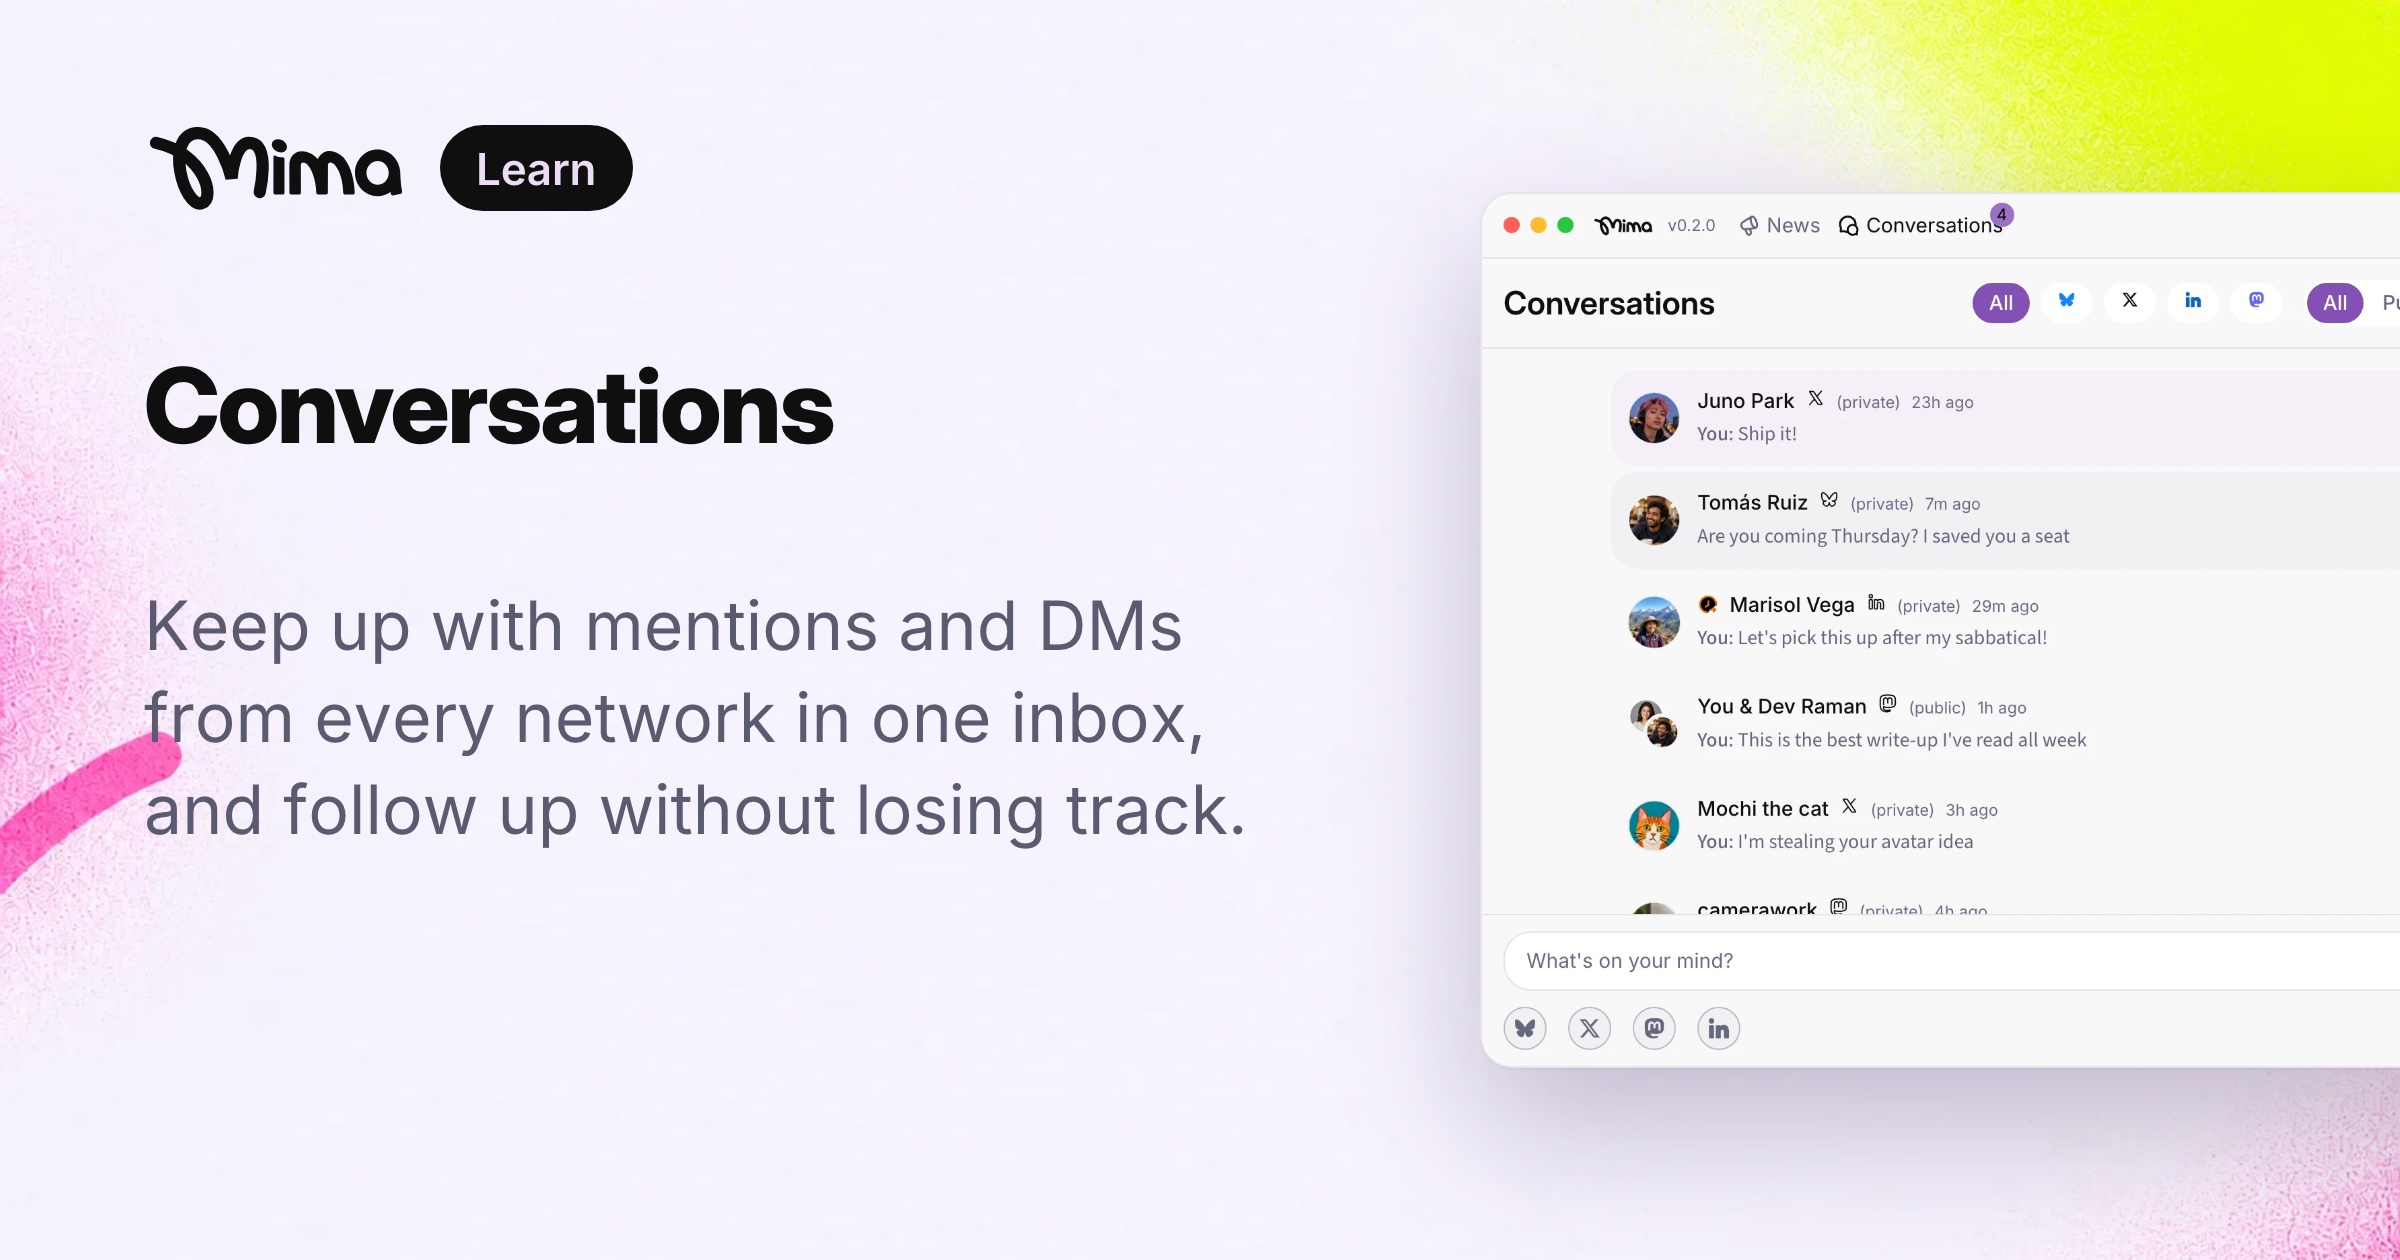 Mima Learn
Conversations
Keep up with mentions and DMs
from every network in one inbox,
and follow up without losing track.
Mima v0.2.0 News Conversations 4
Conversations All in All
Juno Park (private) 23h ago
You: Ship it!
Tomás Ruiz (private) 7m ago
Are you coming Thursday? I saved you a seat
Marisol Vega in (private) 29m ago
You: Let's pick this up after my sabbatical!
You & Dev Raman (public) 1h ago
You: This is the best write-up I've read all week
Mochi the cat (private) 3h ago
You: I'm stealing your avatar idea
camerawork (private) 4h ago
What's on your mind?
in